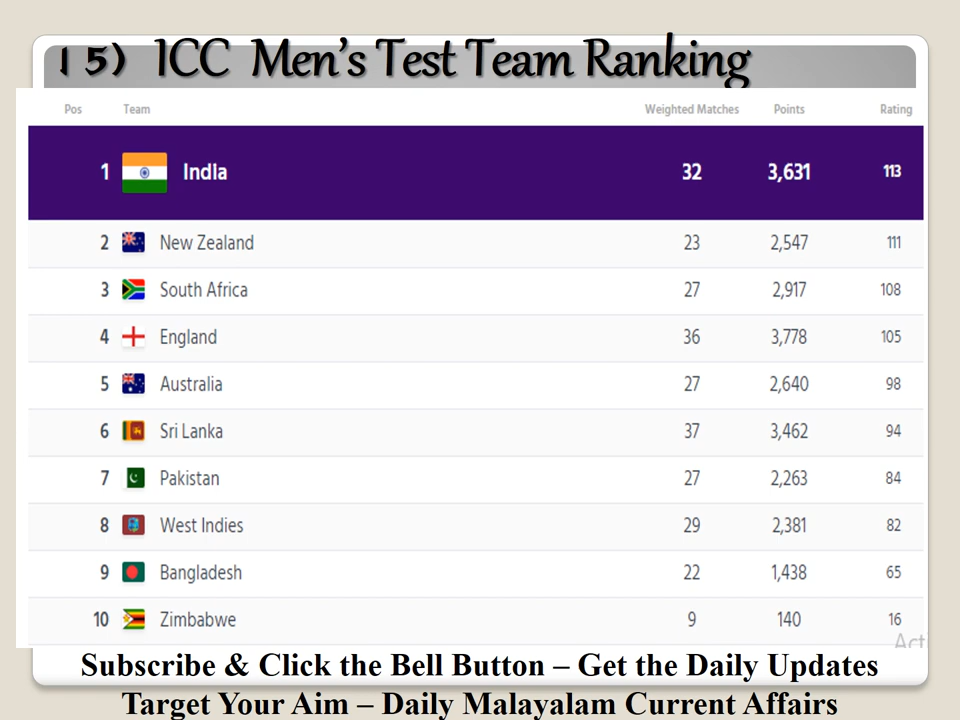 15) ICC Men's Test Team Ranking
Pos Team Weighted Matches Points Rating
1 India 32 3,631 113
2 New Zealand 23 2,547 111
3 South Africa 27 2,917 108
4 England 36 3,778 105
5 Australia 27 2,640 98
6 Sri Lanka 37 3,462 94
7 Pakistan 27 2,263 84
8 West Indies 29 2,381 82
9 Bangladesh 22 1,438 65
10 Zimbabwe 9 140 16
Acti
Subscribe & Click the Bell Button – Get the Daily Updates
Target Your Aim – Daily Malayalam Current Affairs